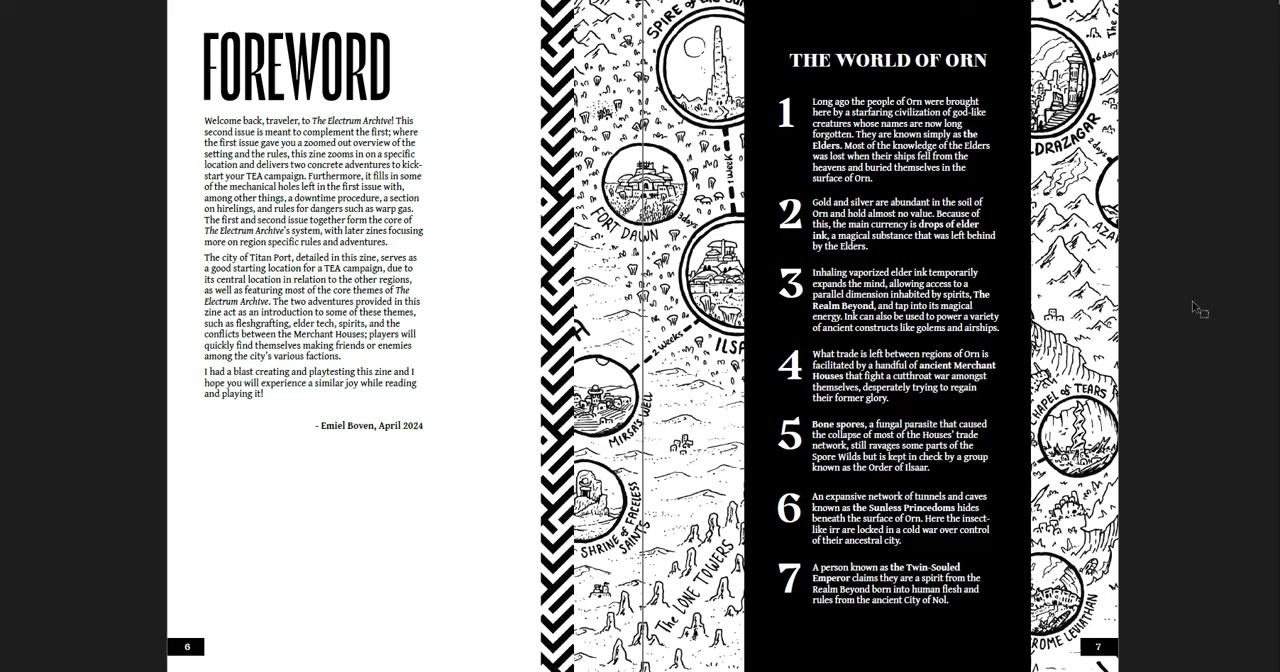 FOREWORD
Welcome back, traveler, to The Electrum Archive! This
second issue is meant to complement the first; where
the first issue gave you a zoomed out overview of the
setting and the rules, this zine zooms in on a specific
location and delivers two concrete adventures to kick-
start your TEA campaign. Furthermore, it fills in some
of the mechanical holes left in the first issue with,
among other things, a downtime procedure, a section
on hirelings, and rules for dangers such as warp gas.
The first and second issue together form the core of
The Electrum Archive's system, with later zines focusing
more on region specific rules and adventures.
The city of Titan Port, detailed in this zine, serves as
a good starting location for a TEA campaign, due to
its central location in relation to the other regions,
as well as featuring most of the core themes of The
Electrum Archive. The two adventures provided in this
zine act as an introduction to some of these themes,
such as fleshgrafting, elder tech, spirits, and the
conflicts between the Merchant Houses; players will
quickly find themselves making friends or enemies
among the city's various factions.
I had a blast creating and playtesting this zine and I
hope you will experience a similar joy while reading
and playing it!
- Emiel Boven, April 2024
6
SPIRE of the
1 week
FORT DAWN
3 days
2 weeks
MIRGA'S WELL
SHRINE of FACELESS
SAINTS
The LONE TOWERS
THE WORLD OF ORN
1
Long ago the people of Orn were brought
here by a starfaring civilization of god-like
creatures whose names are now long
forgotten. They are known simply as the
Elders. Most of the knowledge of the Elders
was lost when their ships fell from the
heavens and buried themselves in the
surface of Orn.
2
Gold and silver are abundant in the soil of
Orn and hold almost no value. Because of
this, the main currency is drops of elder
ink, a magical substance that was left behind
by the Elders.
3
Inhaling vaporized elder ink temporarily
expands the mind, allowing access to a
parallel dimension inhabited by spirits, The
Realm Beyond, and tap into its magical
energy. Ink can also be used to power a variety
of ancient constructs like golems and airships.
4
What trade is left between regions of Orn is
facilitated by a handful of ancient Merchant
Houses that fight a cutthroat war amongst
themselves, desperately trying to regain
their former glory.
5
Bone spores, a fungal parasite that caused
the collapse of most of the Houses' trade
network, still ravages some parts of the
Spore Wilds but is kept in check by a group
known as the Order of Ilsaar.
6
An expansive network of tunnels and caves
known as the Sunless Princedoms hides
beneath the surface of Orn. Here the insect-
like irr are locked in a cold war over control
of their ancestral city.
7
A person known as the Twin-Souled
Emperor claims they are a spirit from the
Realm Beyond born into human flesh and
rules from the ancient City of Nol.
The
6 days
DRAZAGAR
2 days
CHAPEL of TEARS
ROME LEVIATHAN
7